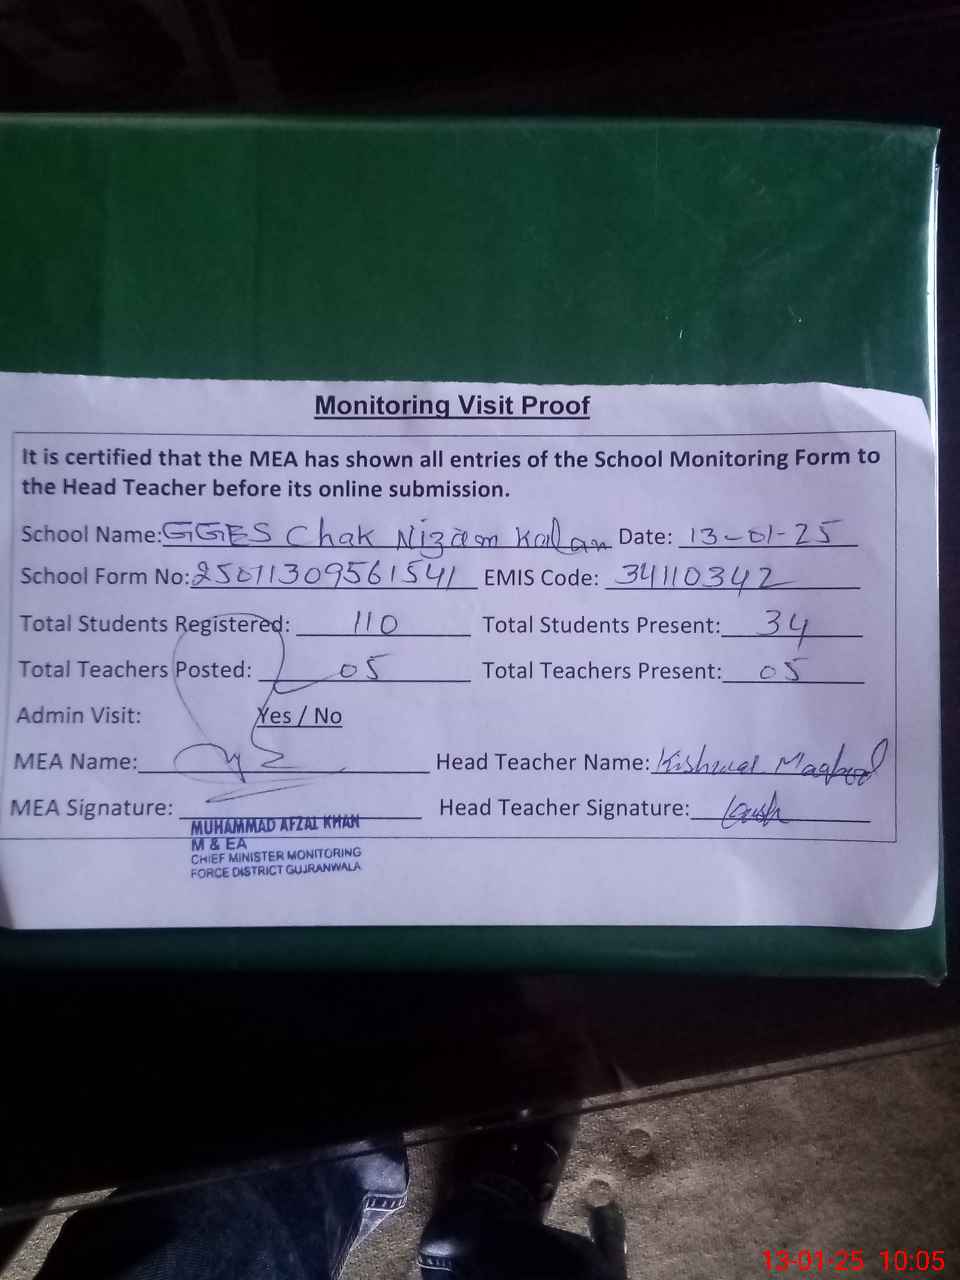 Monitoring Visit Proof
It is certified that the MEA has shown all entries of the School Monitoring Form to
the Head Teacher before its online submission.
School Name: GGES Chak Nizam Kalan Date: 13-01-25
School Form No: 25011309561541 EMIS Code: 34110342
Total Students Registered: 110 Total Students Present: 34
Total Teachers Posted: 05 Total Teachers Present: 05
Admin Visit: Yes / No
MEA Name: Head Teacher Name: Kishwar Maqbool
MEA Signature: Head Teacher Signature:
MUHAMMAD AFZAL KHAN
M & EA
CHIEF MINISTER MONITORING
FORCE DISTRICT GUJRANWALA
13-01-25 10:05